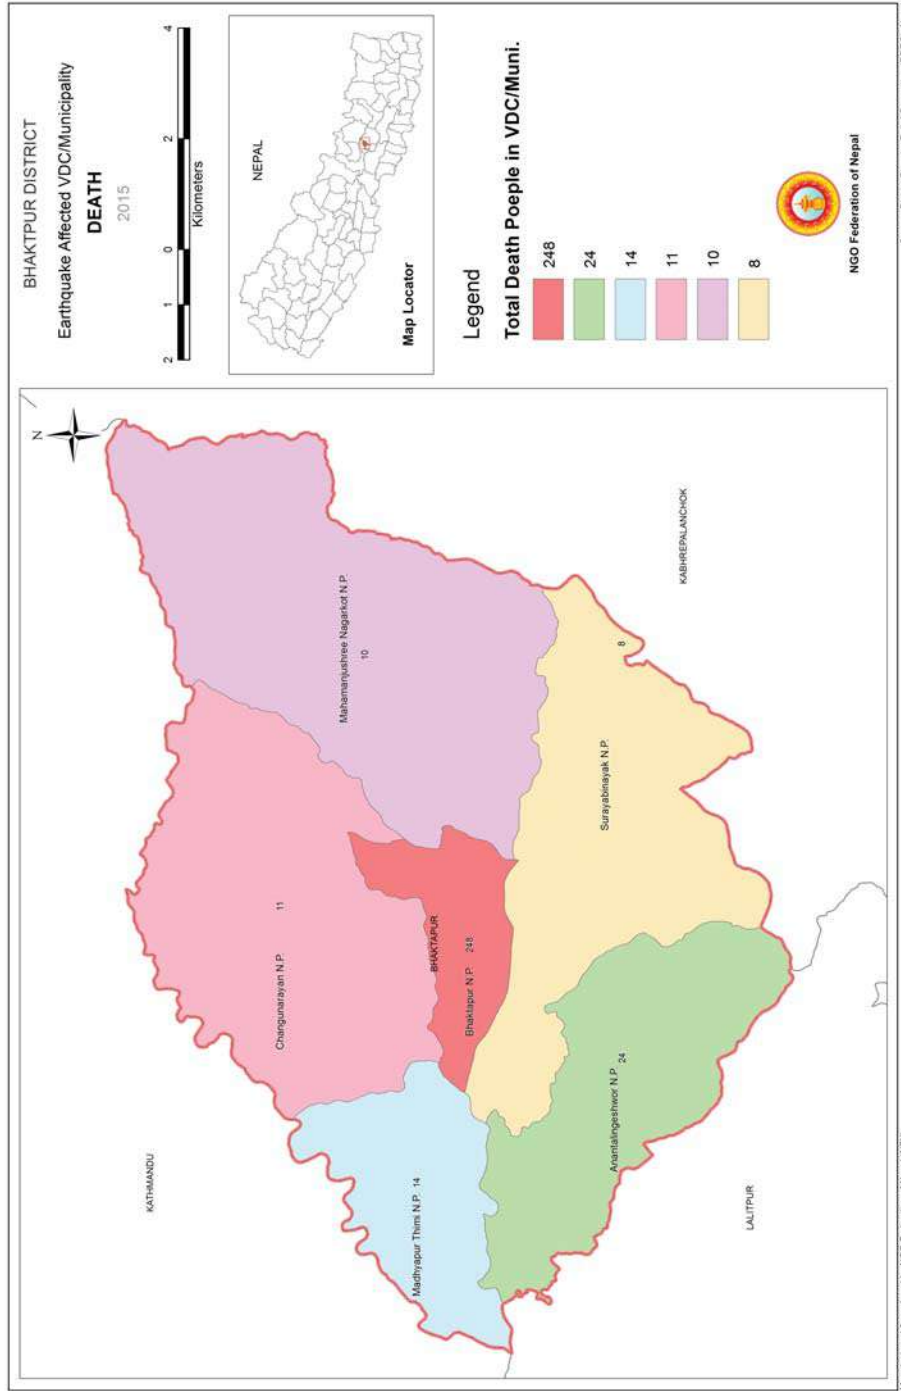 BHAKTPUR DISTRICT
Earthquake Affected VDC/Municipality
DEATH
2015
2 1 0 2 4
Kilometers
NEPAL
Map Locator
Legend
Total Death Poeple in VDC/Muni.
248
24
14
11
10
8
NGO Federation of Nepal
N
KATHMANDU
Changunarayan N.P.
11
Mahamanjushree Nagarkot N.P.
10
Madhyapur Thimi N.P. 14
BHAKTAPUR
Bhaktapur N.P. 248
Surayabinayak N.P.
8
Anantalingeshwor N.P.
24
KABHREPALANCHOK
LALITPUR